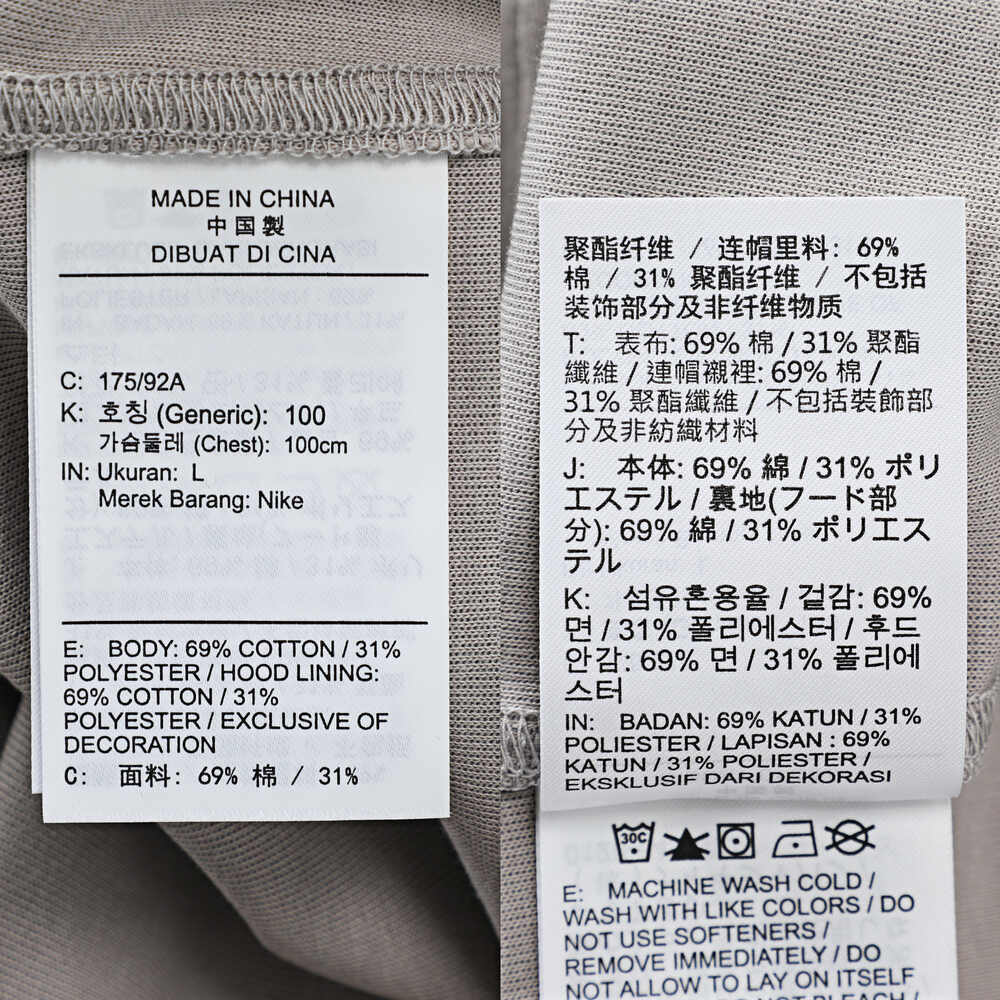 MADE IN CHINA
中国製
DIBUAT DI CINA
C: 175/92A
K: 호칭 (Generic): 100
가슴둘레 (Chest): 100cm
IN: Ukuran: L
Merek Barang: Nike
E: BODY: 69% COTTON / 31%
POLYESTER / HOOD LINING:
69% COTTON / 31%
POLYESTER / EXCLUSIVE OF
DECORATION
C: 面料: 69% 棉 / 31%
聚酯纤维 / 连帽里料: 69%
棉 / 31% 聚酯纤维 / 不包括
装饰部分及非纤维物质
T: 表布: 69% 棉 / 31% 聚酯
纖維 / 連帽襯裡: 69% 棉 /
31% 聚酯纖維 / 不包括裝飾部
分及非紡織材料
J: 本体: 69% 綿 / 31% ポリ
エステル / 裏地(フード部
分): 69% 綿 / 31% ポリエス
テル
K: 섬유혼용율 / 겉감: 69%
면 / 31% 폴리에스터 / 후드
안감: 69% 면 / 31% 폴리에
스터
IN: BADAN: 69% KATUN / 31%
POLIESTER / LAPISAN : 69%
KATUN / 31% POLIESTER /
EKSKLUSIF DARI DEKORASI
30C
E: MACHINE WASH COLD /
WASH WITH LIKE COLORS / DO
NOT USE SOFTENERS /
REMOVE IMMEDIATELY / DO
NOT ALLOW TO LAY ON ITSELF
DO NOT BLEACH /